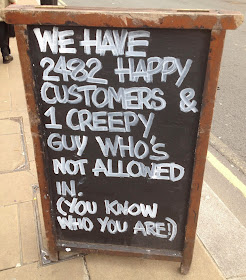 WE HAVE
2482 HAPPY
CUSTOMERS &
1 CREEPY
GUY WHO'S
NOT ALLOWED
IN.
(YOU KNOW
WHO YOU ARE!)